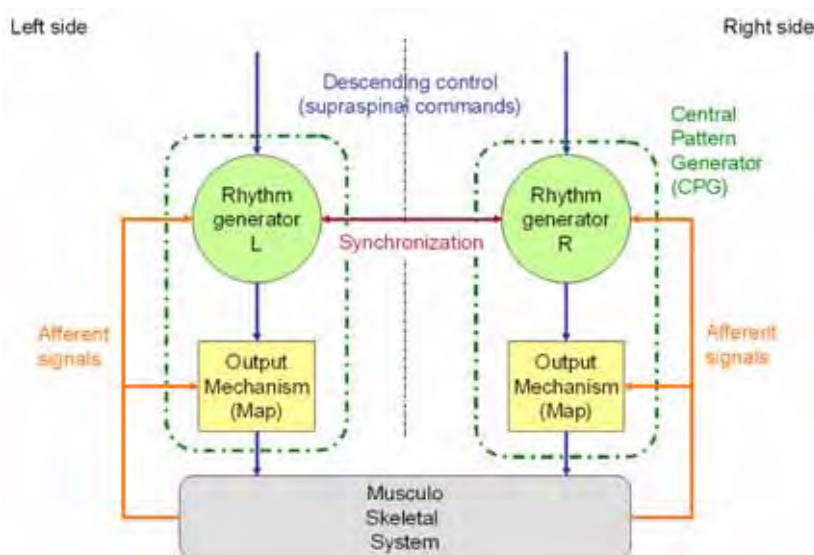 Left side
Right side
Descending control
(supraspinal commands)
Central
Pattern
Generator
(CPG)
Rhythm
generator
L
Rhythm
generator
R
Synchronization
Afferent
signals
Afferent
signals
Output
Mechanism
(Map)
Output
Mechanism
(Map)
Musculo
Skeletal
System